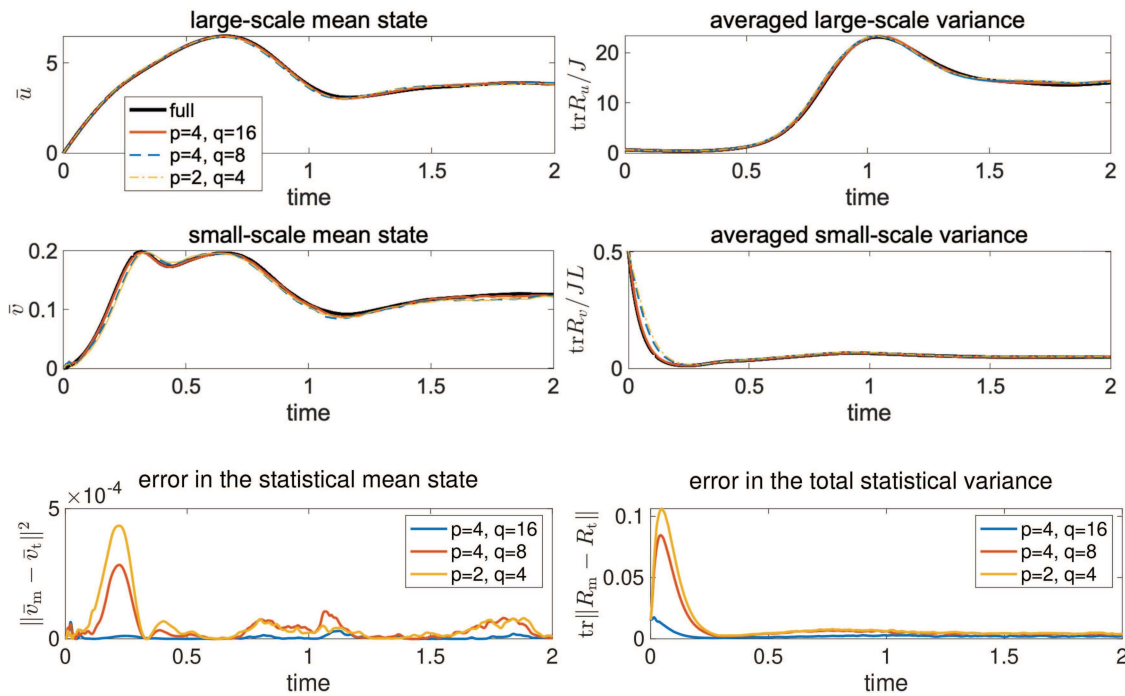 large-scale mean state
6
5
0
ū
0 0.5 1 1.5 2
time
full
p=4, q=16
p=4, q=8
p=2, q=4
averaged large-scale variance
20
10
0
trR_u/J
0 0.5 1 1.5 2
time
small-scale mean state
0.2
0.1
0
v̄
0 0.5 1 1.5 2
time
averaged small-scale variance
0.5
0
trR_v/JL
0 0.5 1 1.5 2
time
error in the statistical mean state
×10⁻⁴
5
0
||v̄_m − v̄_t||²
p=4, q=16
p=4, q=8
p=2, q=4
0 0.5 1 1.5 2
time
error in the total statistical variance
0.1
0.05
0
tr||R_m − R_t||
p=4, q=16
p=4, q=8
p=2, q=4
0 0.5 1 1.5 2
time